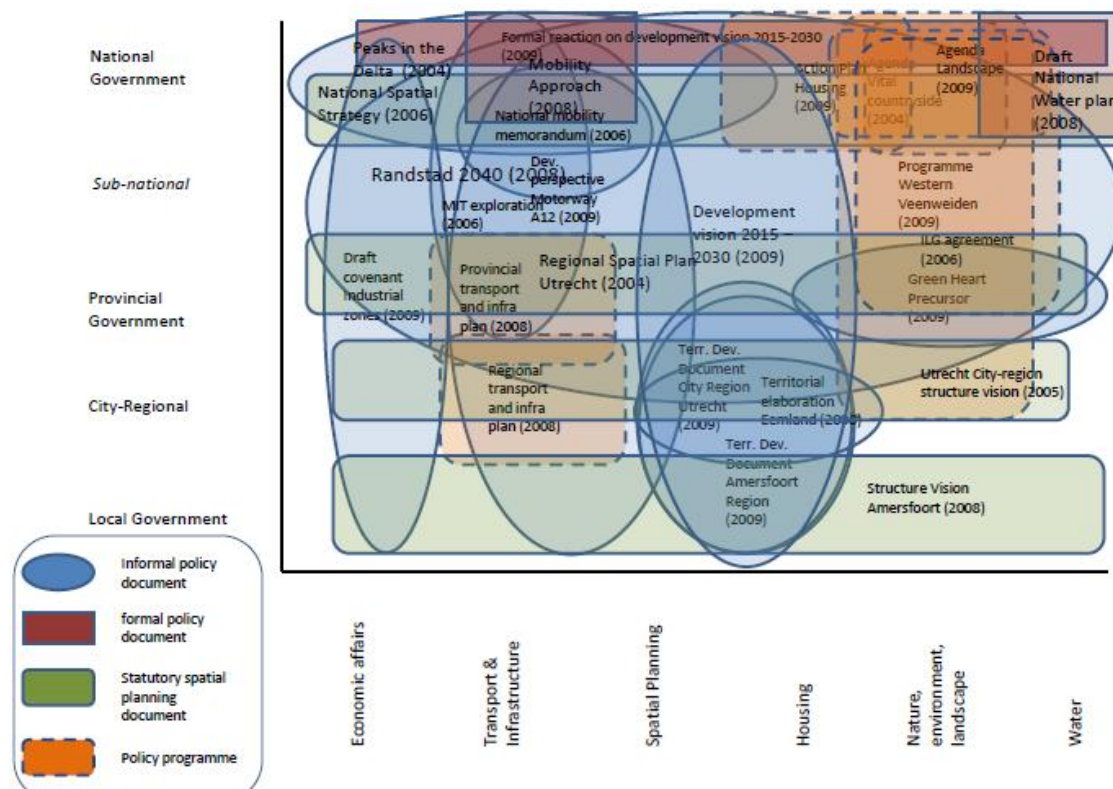 National
Government
Sub-national
Provincial
Government
City-Regional
Local Government
Peaks in the
Delta (2004)
National Spatial
Strategy (2006)
Formal reaction on development vision 2015-2030
(2009)
Mobility
Approach
(2008)
National mobility
memorandum (2006)
Action Plan
Housing
(2009)
Agenda
Vital
countryside
(2004)
Agenda
Landscape
(2009)
Draft
National
Water plan
(2008)
Randstad 2040 (2008)
MIT exploration
(2006)
Dev.
perspective
Motorway
A12 (2009)
Development
vision 2015 –
2030 (2009)
Programme
Western
Veenweiden
(2009)
ILG agreement
(2006)
Green Heart
Precursor
(2009)
Draft
covenant
Industrial
zones (2009)
Provincial
transport
and infra
plan (2008)
Regional Spatial Plan
Utrecht (2004)
Regional
transport
and infra
plan (2008)
Terr. Dev.
Document
City Region
Utrecht
(2009)
Territorial
elaboration
Eemland
Utrecht City-region
structure vision (2005)
Terr. Dev.
Document
Amersfoort
Region
(2009)
Structure Vision
Amersfoort (2008)
Informal policy
document
formal policy
document
Statutory spatial
planning
document
Policy programme
Economic affairs
Transport &
Infrastructure
Spatial Planning
Housing
Nature,
environment,
landscape
Water